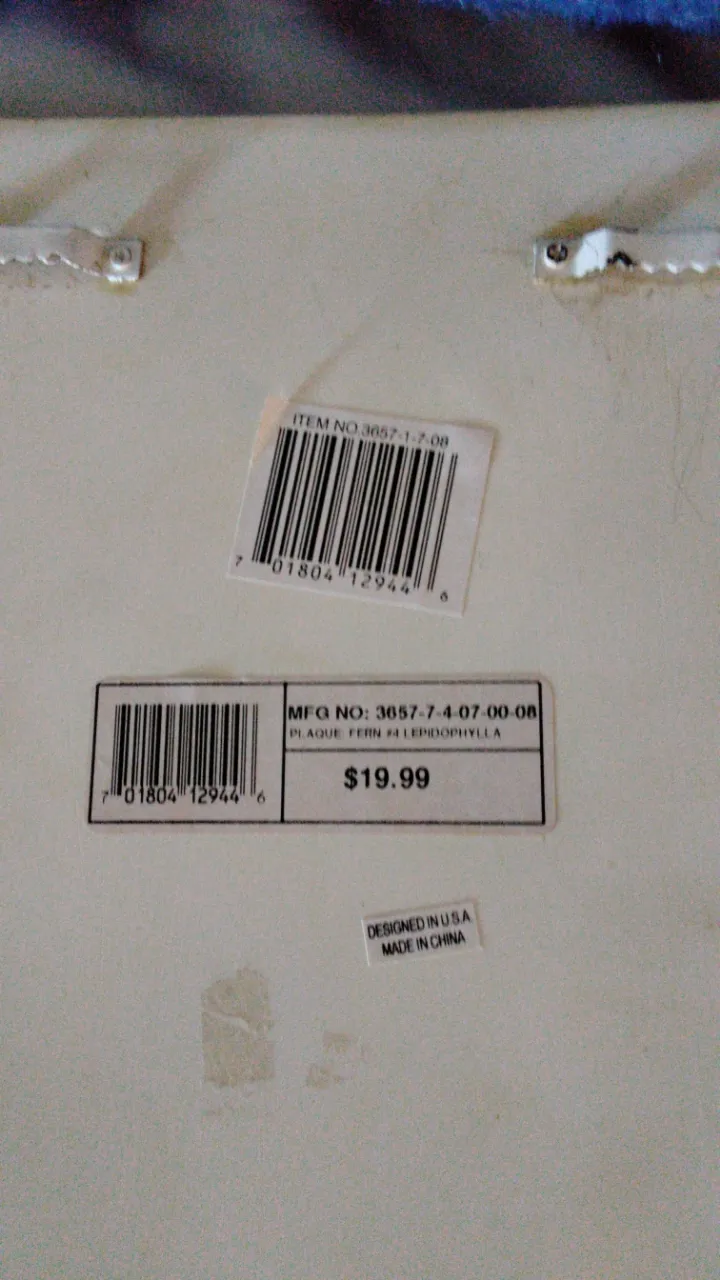 ITEM NO.3657-1-7-08
7 01804 12944 6
MFG NO: 3657-7-4-07-00-08
PLAQUE: FERN #4 LEPIDOPHYLLA
$19.99
7 01804 12944 6
DESIGNED IN U.S.A
MADE IN CHINA